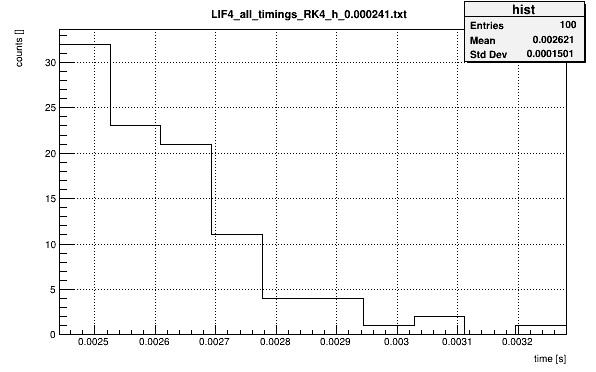 LIF4_all_timings_RK4_h_0.000241.txt
hist
Entries 100
Mean 0.002621
Std Dev 0.0001501
counts []
30
25
20
15
10
5
0
0.0025 0.0026 0.0027 0.0028 0.0029 0.003 0.0031 0.0032
time [s]